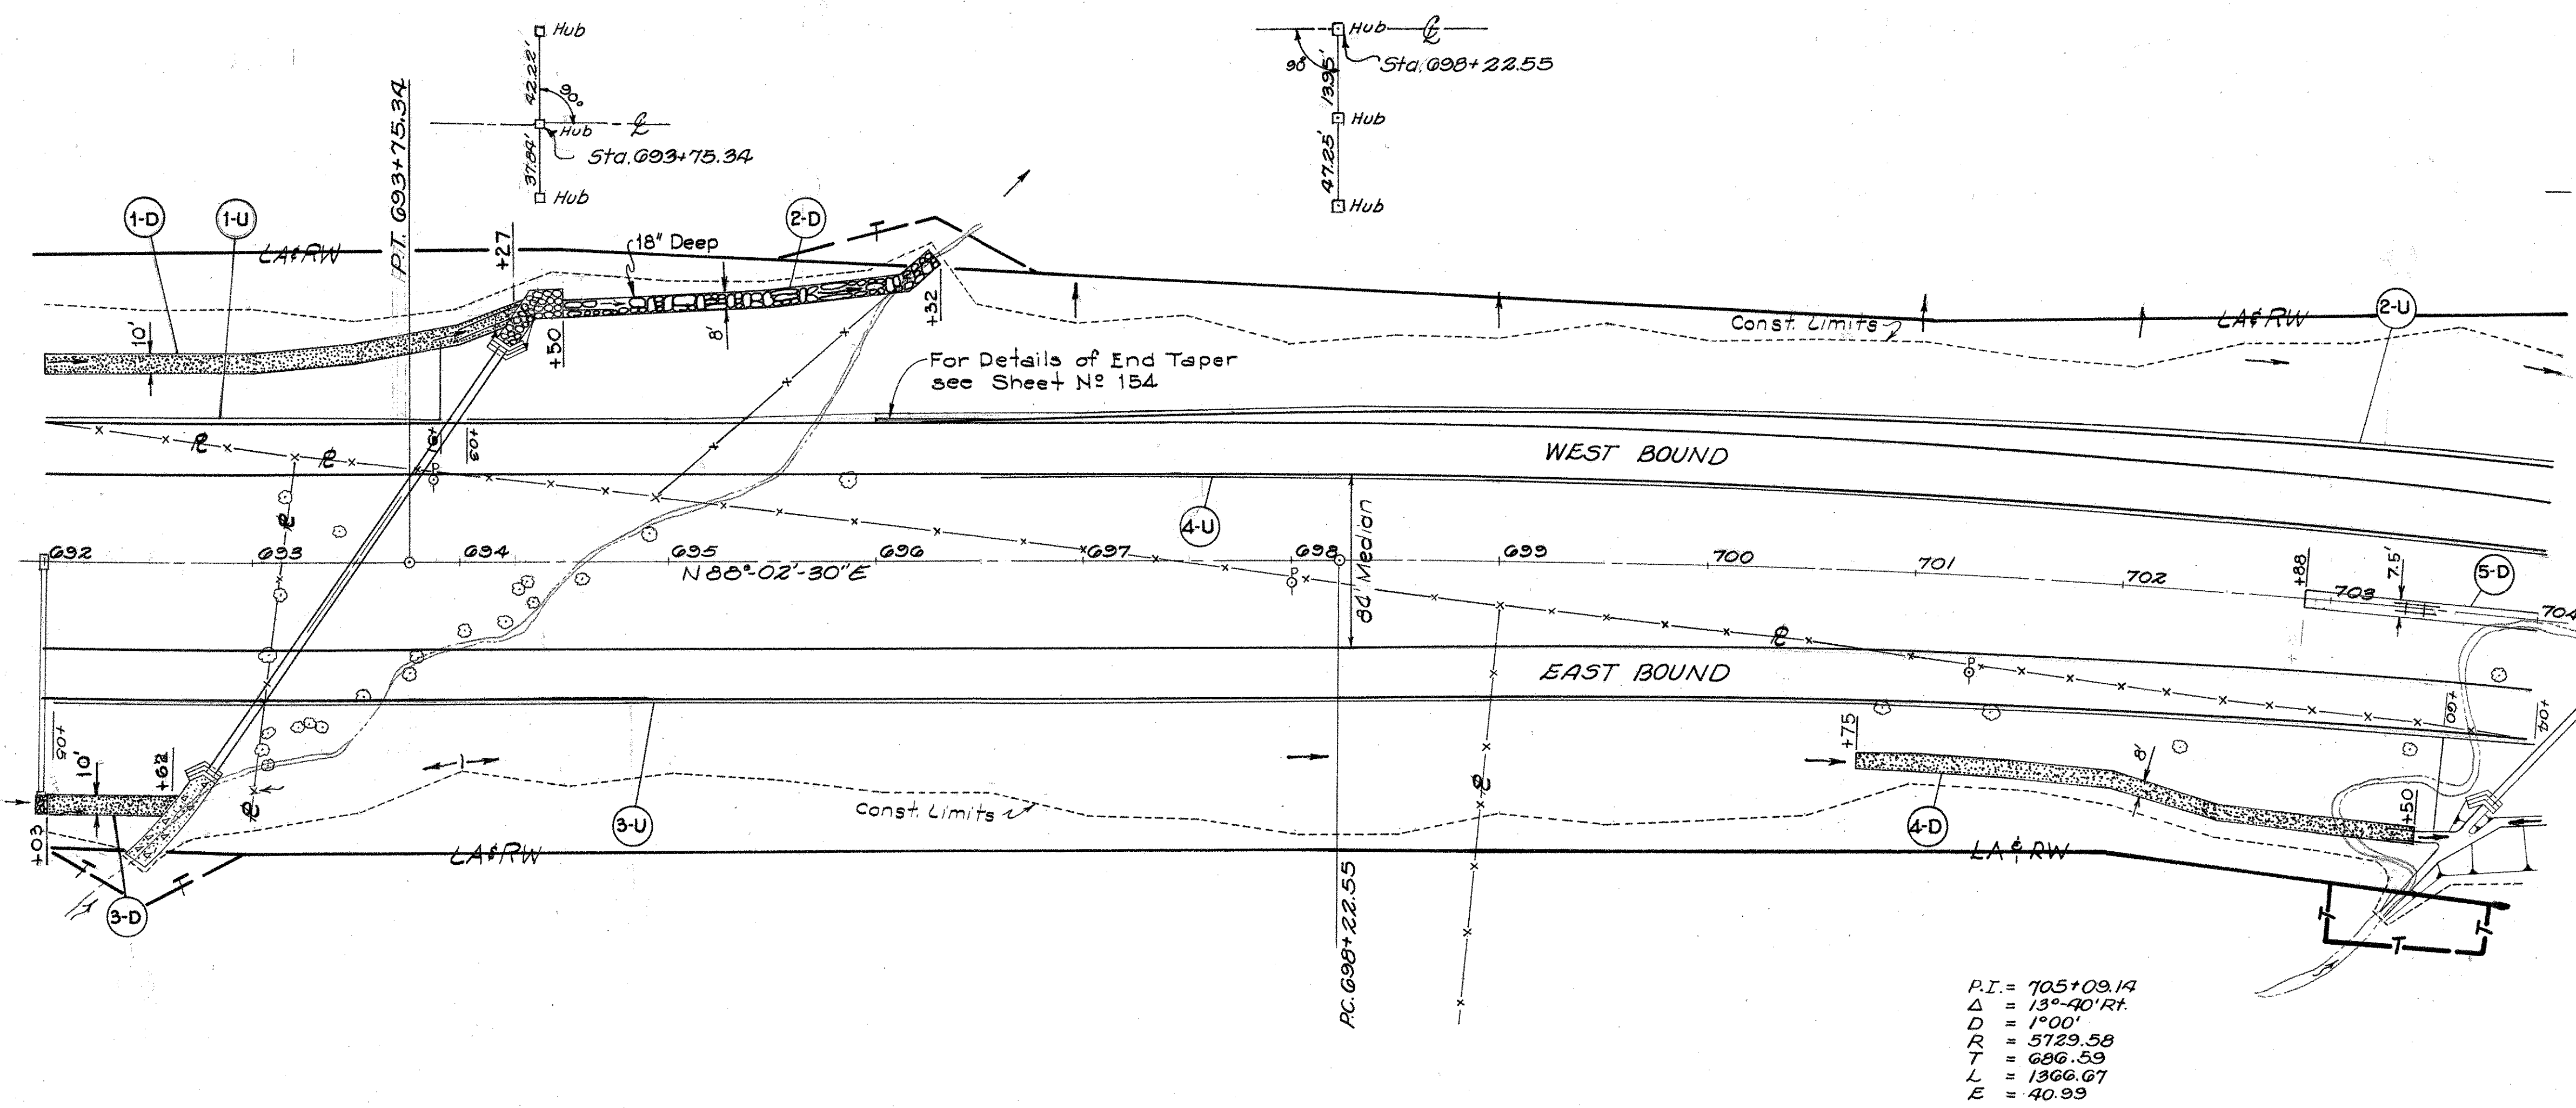 Hub
42.22'
90°
Hub
℄
37.84'
Sta. 693+75.34
Hub
Hub
℄
90°
13.95'
Sta. 698+22.55
Hub
47.25'
Hub
P.T. 693+75.34
1-D
1-U
LA&RW
+27
18" Deep
2-D
T
10'
+50
8'
+32
For Details of End Taper
see Sheet Nº 154
Const. Limits
LA&RW
2-U
+03
P
WEST BOUND
4-U
84' Median
692
693
694
695
696
697
698
699
700
701
702
703
704
N 88°-02'-30" E
P
+88
7.5'
5-D
EAST BOUND
P
+05
10'
+62
+03
3-D
T
T
3-U
Const. Limits
LA&RW
P.C. 698+22.55
+75
8'
4-D
+60
+04
+50
LA&RW
T
T
T
P.I. = 705+09.14
Δ = 13°-40' Rt.
D = 1°00'
R = 5729.58
T = 686.59
L = 1366.67
E = 40.99